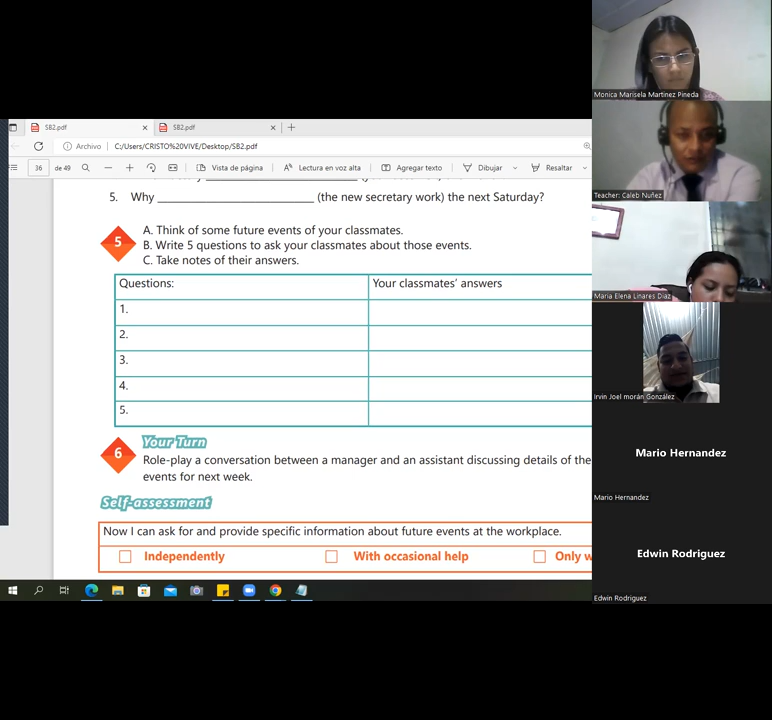 SB2.pdf
SB2.pdf
Archivo
C:/Users/CRISTO%20VIVE/Desktop/SB2.pdf
36
de 49
Vista de página
Lectura en voz alta
Agregar texto
Dibujar
Resaltar
5. Why ____________________ (the new secretary work) the next Saturday?
5
A. Think of some future events of your classmates.
B. Write 5 questions to ask your classmates about those events.
C. Take notes of their answers.
Questions:
Your classmates' answers
1.
2.
3.
4.
5.
6
Your Turn
Role-play a conversation between a manager and an assistant discussing details of the
events for next week.
Self-assessment
Now I can ask for and provide specific information about future events at the workplace.
Independently
With occasional help
Only w
Monica Marisela Martinez Pineda
Teacher: Caleb Nuñez
Maria Elena Linares Diaz
Irvin Joel morán González
Mario Hernandez
Mario Hernandez
Edwin Rodriguez
Edwin Rodriguez